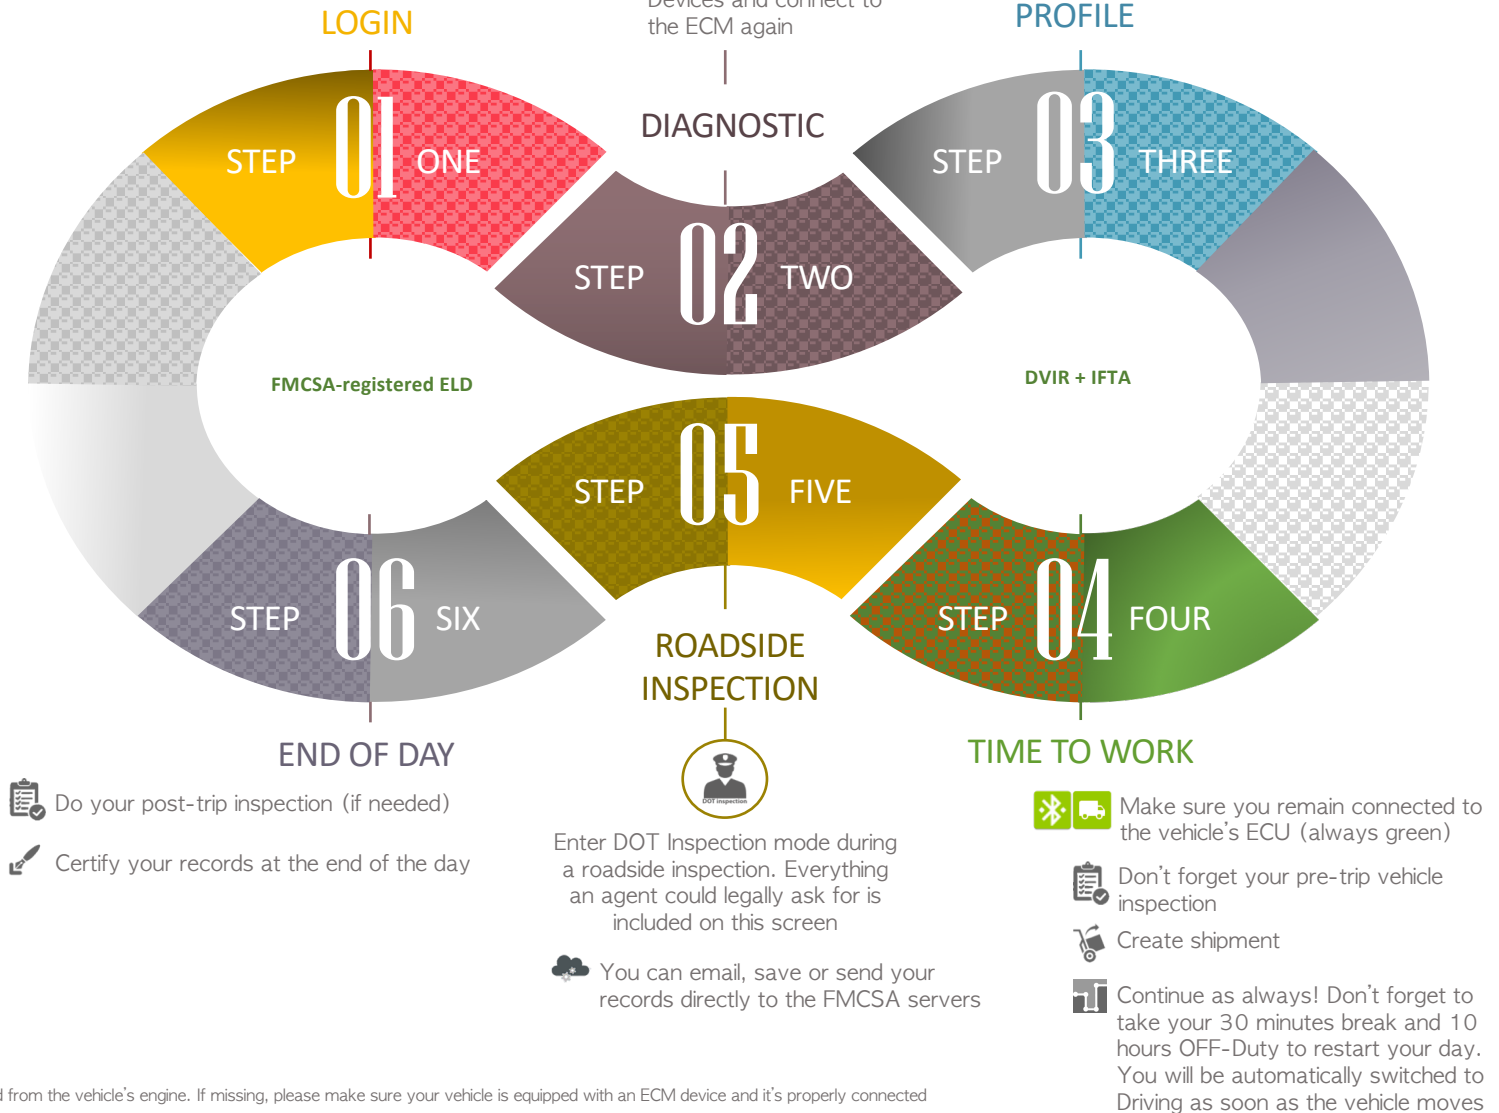 Devices and connect to
the ECM again
LOGIN
PROFILE
DIAGNOSTIC
STEP 01 ONE
STEP 02 TWO
STEP 03 THREE
FMCSA-registered ELD
DVIR + IFTA
STEP 05 FIVE
STEP 06 SIX
STEP 04 FOUR
ROADSIDE
INSPECTION
END OF DAY
Do your post-trip inspection (if needed)
Certify your records at the end of the day
DOT inspection
Enter DOT Inspection mode during
a roadside inspection. Everything
an agent could legally ask for is
included on this screen
You can email, save or send your
records directly to the FMCSA servers
TIME TO WORK
Make sure you remain connected to
the vehicle's ECU (always green)
Don't forget your pre-trip vehicle
inspection
Create shipment
Continue as always! Don't forget to
take your 30 minutes break and 10
hours OFF-Duty to restart your day.
You will be automatically switched to
Driving as soon as the vehicle moves
from the vehicle's engine. If missing, please make sure your vehicle is equipped with an ECM device and it's properly connected